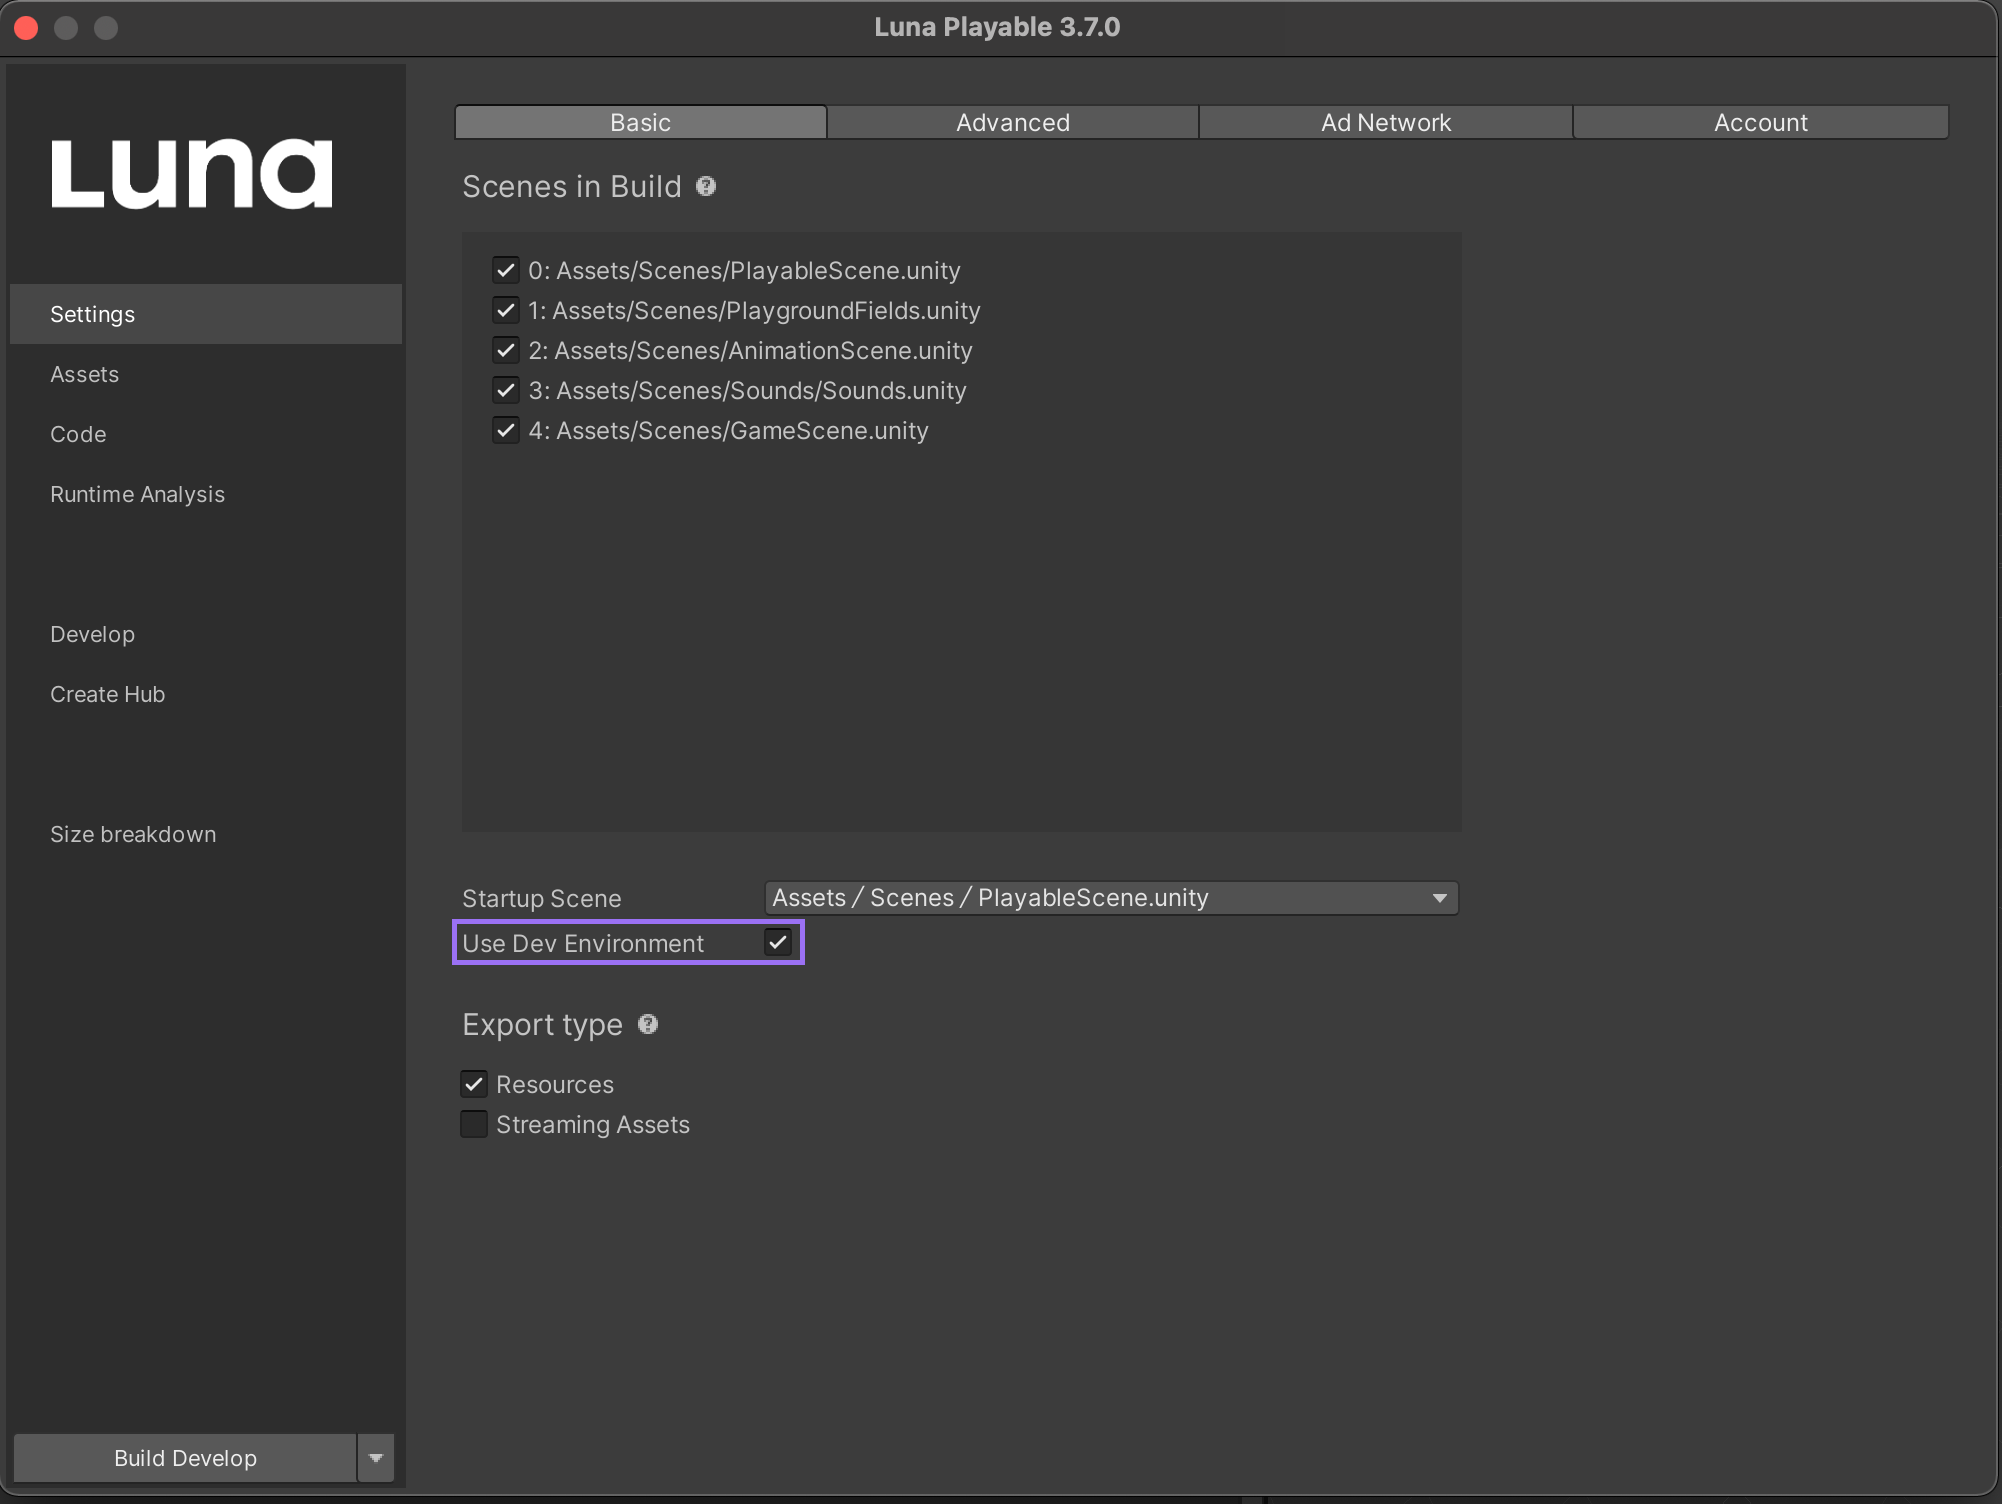 Luna Playable 3.7.0
Luna
Settings
Assets
Code
Runtime Analysis
Develop
Create Hub
Size breakdown
Build Develop
Basic
Advanced
Ad Network
Account
Scenes in Build
0: Assets/Scenes/PlayableScene.unity
1: Assets/Scenes/PlaygroundFields.unity
2: Assets/Scenes/AnimationScene.unity
3: Assets/Scenes/Sounds/Sounds.unity
4: Assets/Scenes/GameScene.unity
Startup Scene
Assets / Scenes / PlayableScene.unity
Use Dev Environment
Export type
Resources
Streaming Assets